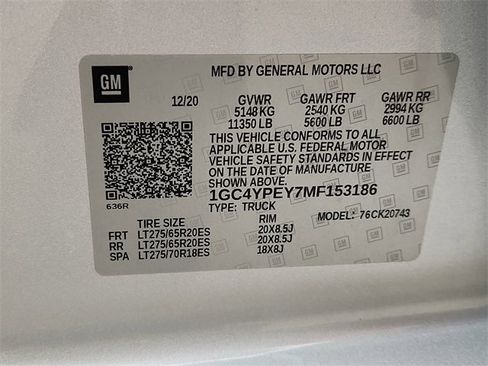 GM
MFD BY GENERAL MOTORS LLC
12/20 GVWR GAWR FRT GAWR RR
5148 KG 2540 KG 2994 KG
11350 LB 5600 LB 6600 LB
THIS VEHICLE CONFORMS TO ALL
APPLICABLE U.S. FEDERAL MOTOR
VEHICLE SAFETY STANDARDS IN EFFECT
ON THE DATE OF MANUFACTURE
SHOWN ABOVE.
1GC4YPEY7MF153186
636R TYPE: TRUCK MODEL: 76CK20743
TIRE SIZE RIM
FRT LT275/65R20ES 20X8.5J
RR LT275/65R20ES 20X8.5J
SPA LT275/70R18ES 18X8J